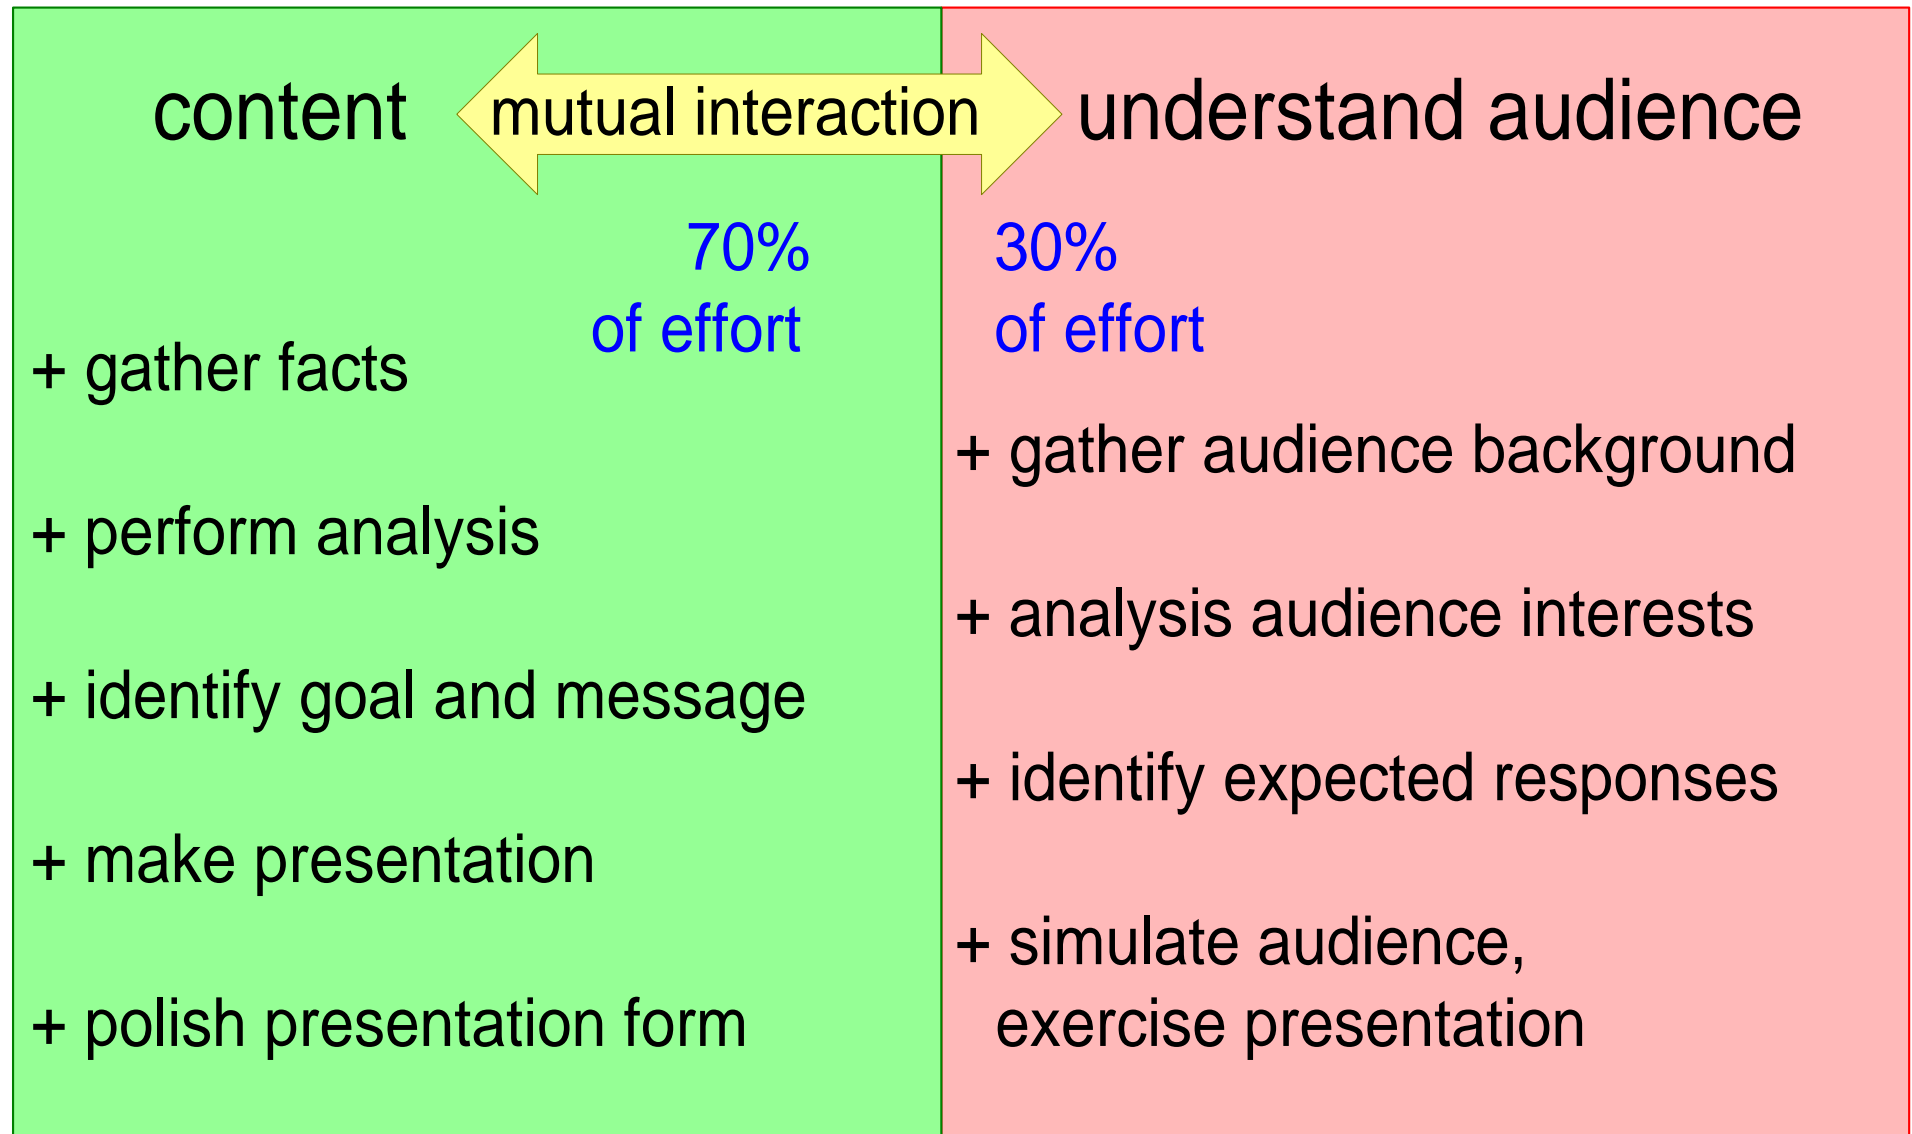 content
mutual interaction
understand audience
70%
of effort
+ gather facts
+ perform analysis
+ identify goal and message
+ make presentation
+ polish presentation form
30%
of effort
+ gather audience background
+ analysis audience interests
+ identify expected responses
+ simulate audience,
exercise presentation